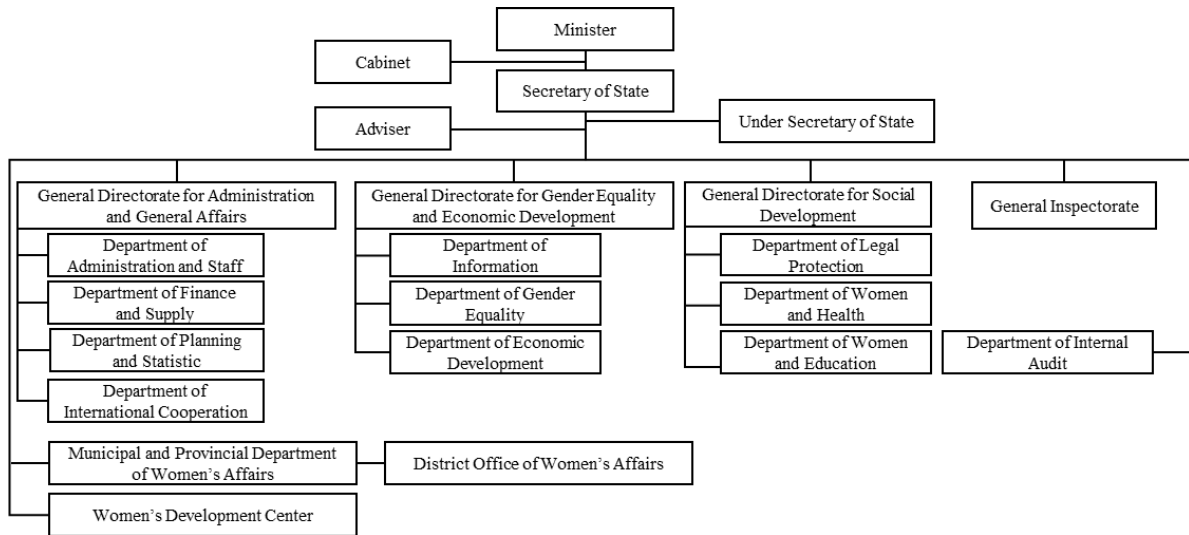 Minister
Cabinet
Secretary of State
Adviser
Under Secretary of State
General Directorate for Administration
and General Affairs
General Directorate for Gender Equality
and Economic Development
General Directorate for Social
Development
General Inspectorate
Department of
Administration and Staff
Department of
Information
Department of Legal
Protection
Department of Finance
and Supply
Department of Gender
Equality
Department of Women
and Health
Department of Planning
and Statistic
Department of Economic
Development
Department of Women
and Education
Department of Internal
Audit
Department of
International Cooperation
Municipal and Provincial Department
of Women's Affairs
District Office of Women's Affairs
Women's Development Center